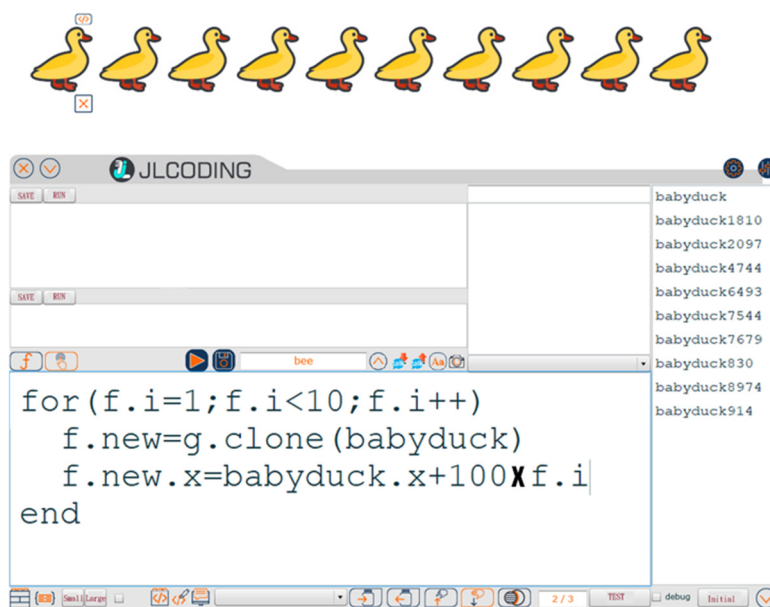 JLCODING
SAVE RUN
SAVE RUN
bee
Aa
for(f.i=1;f.i<10;f.i++)
f.new=g.clone(babyduck)
f.new.x=babyduck.x+100xf.i
end
babyduck
babyduck1810
babyduck2097
babyduck4744
babyduck6493
babyduck7544
babyduck7679
babyduck830
babyduck8974
babyduck914
Small Large
2/3
TEST
debug
Initial